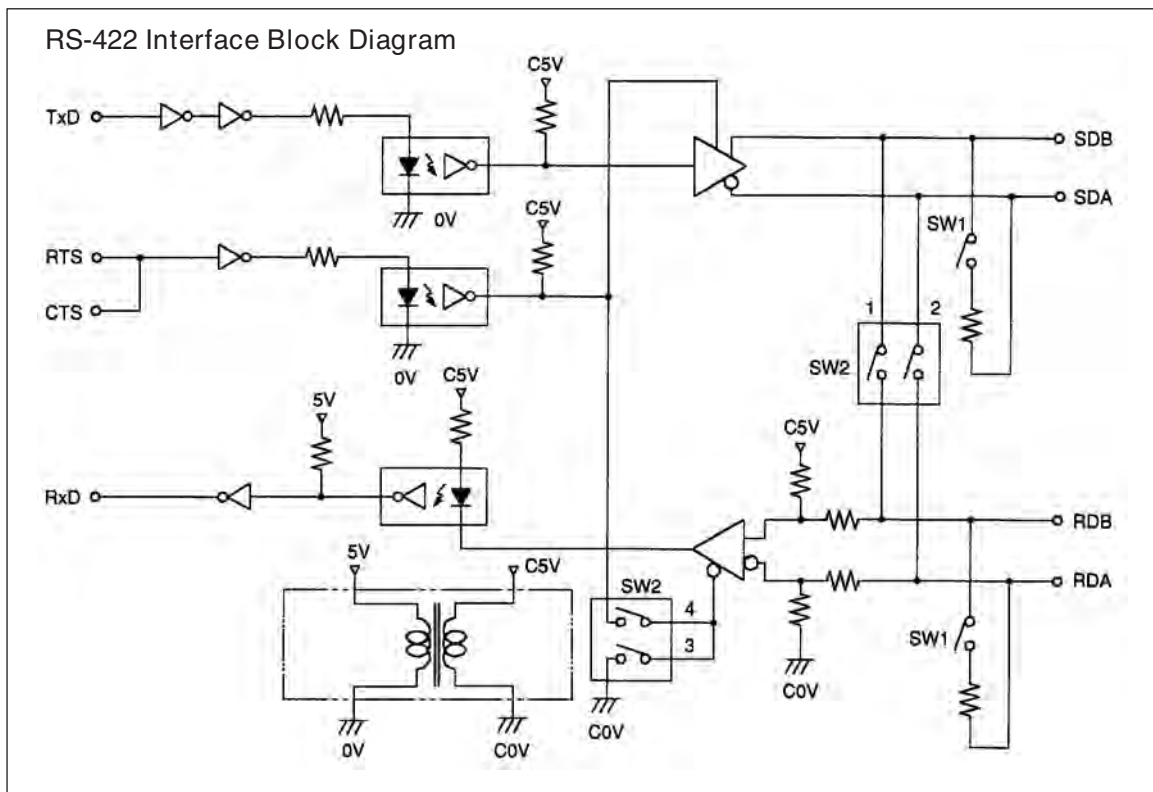 RS-422 Interface Block Diagram
C5V
TxD
SDB
0V
SDA
C5V
SW1
RTS
CTS
1 2
0V
SW2
5V
C5V
C5V
RxD
RDB
5V
C5V
RDA
SW2
4
3
SW1
C0V
0V
C0V
C0V